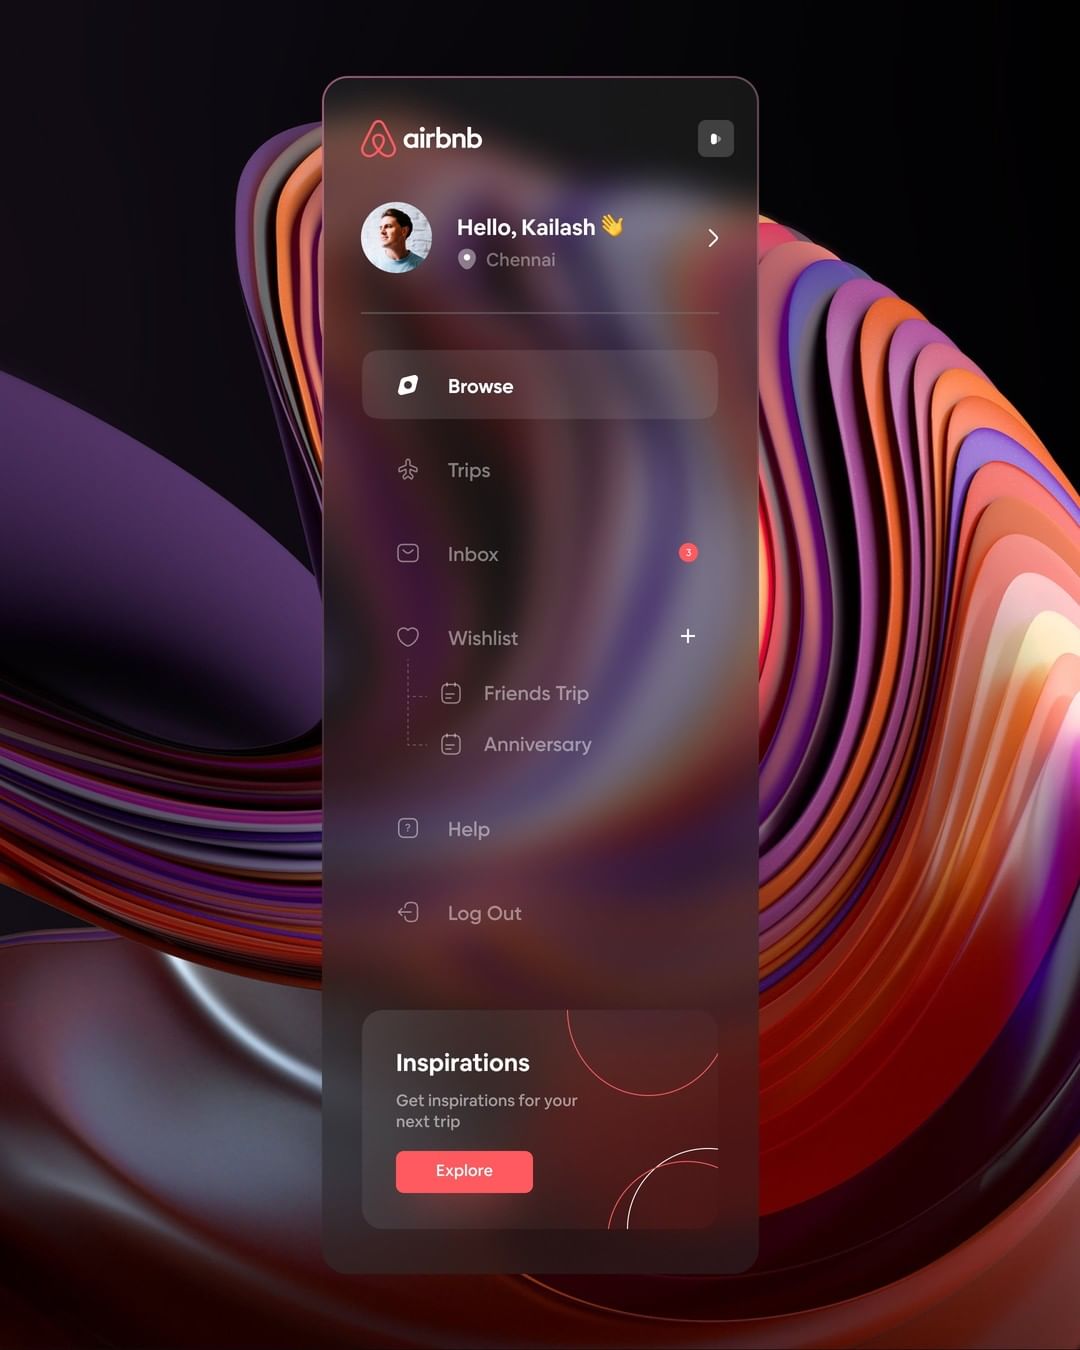 airbnb
Hello, Kailash 👋
Chennai
Browse
Trips
Inbox
3
Wishlist
Friends Trip
Anniversary
?
Help
Log Out
Inspirations
Get inspirations for your
next trip
Explore